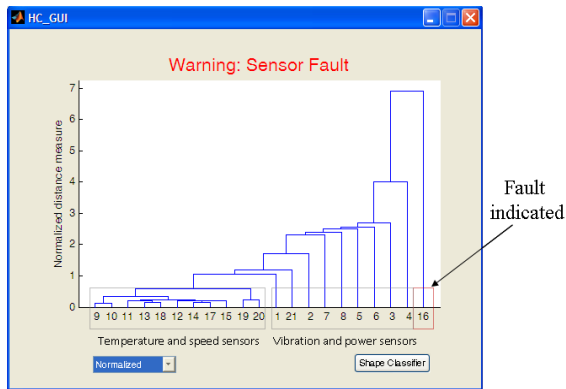 HC_GUI
Warning: Sensor Fault
Normalized distance measure
7
6
5
4
3
2
1
0
9 10 11 13 18 12 14 17 15 19 20 1 21 2 7 8 5 6 3 4 16
Temperature and speed sensors
Vibration and power sensors
Normalized
Shape Classifier
Fault
indicated